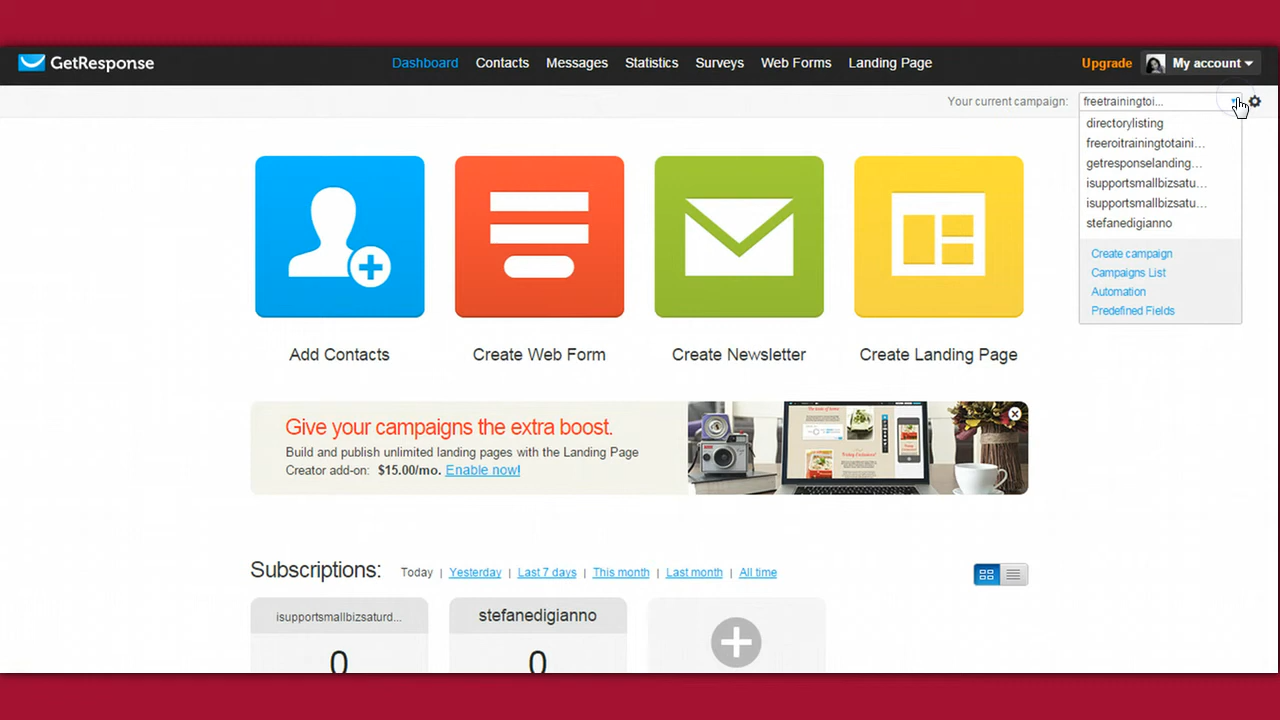 GetResponse
Dashboard Contacts Messages Statistics Surveys Web Forms Landing Page
Upgrade My account
Your current campaign: freetrainingtoi...
directorylisting
freeroitrainingtotaini...
getresponselanding...
isupportsmallbizsatu...
isupportsmallbizsatu...
stefanedigianno
Create campaign
Campaigns List
Automation
Predefined Fields
Add Contacts
Create Web Form
Create Newsletter
Create Landing Page
Give your campaigns the extra boost.
Build and publish unlimited landing pages with the Landing Page
Creator add-on: $15.00/mo. Enable now!
Subscriptions: Today | Yesterday | Last 7 days | This month | Last month | All time
isupportsmallbizsaturd...
0
stefanedigianno
0